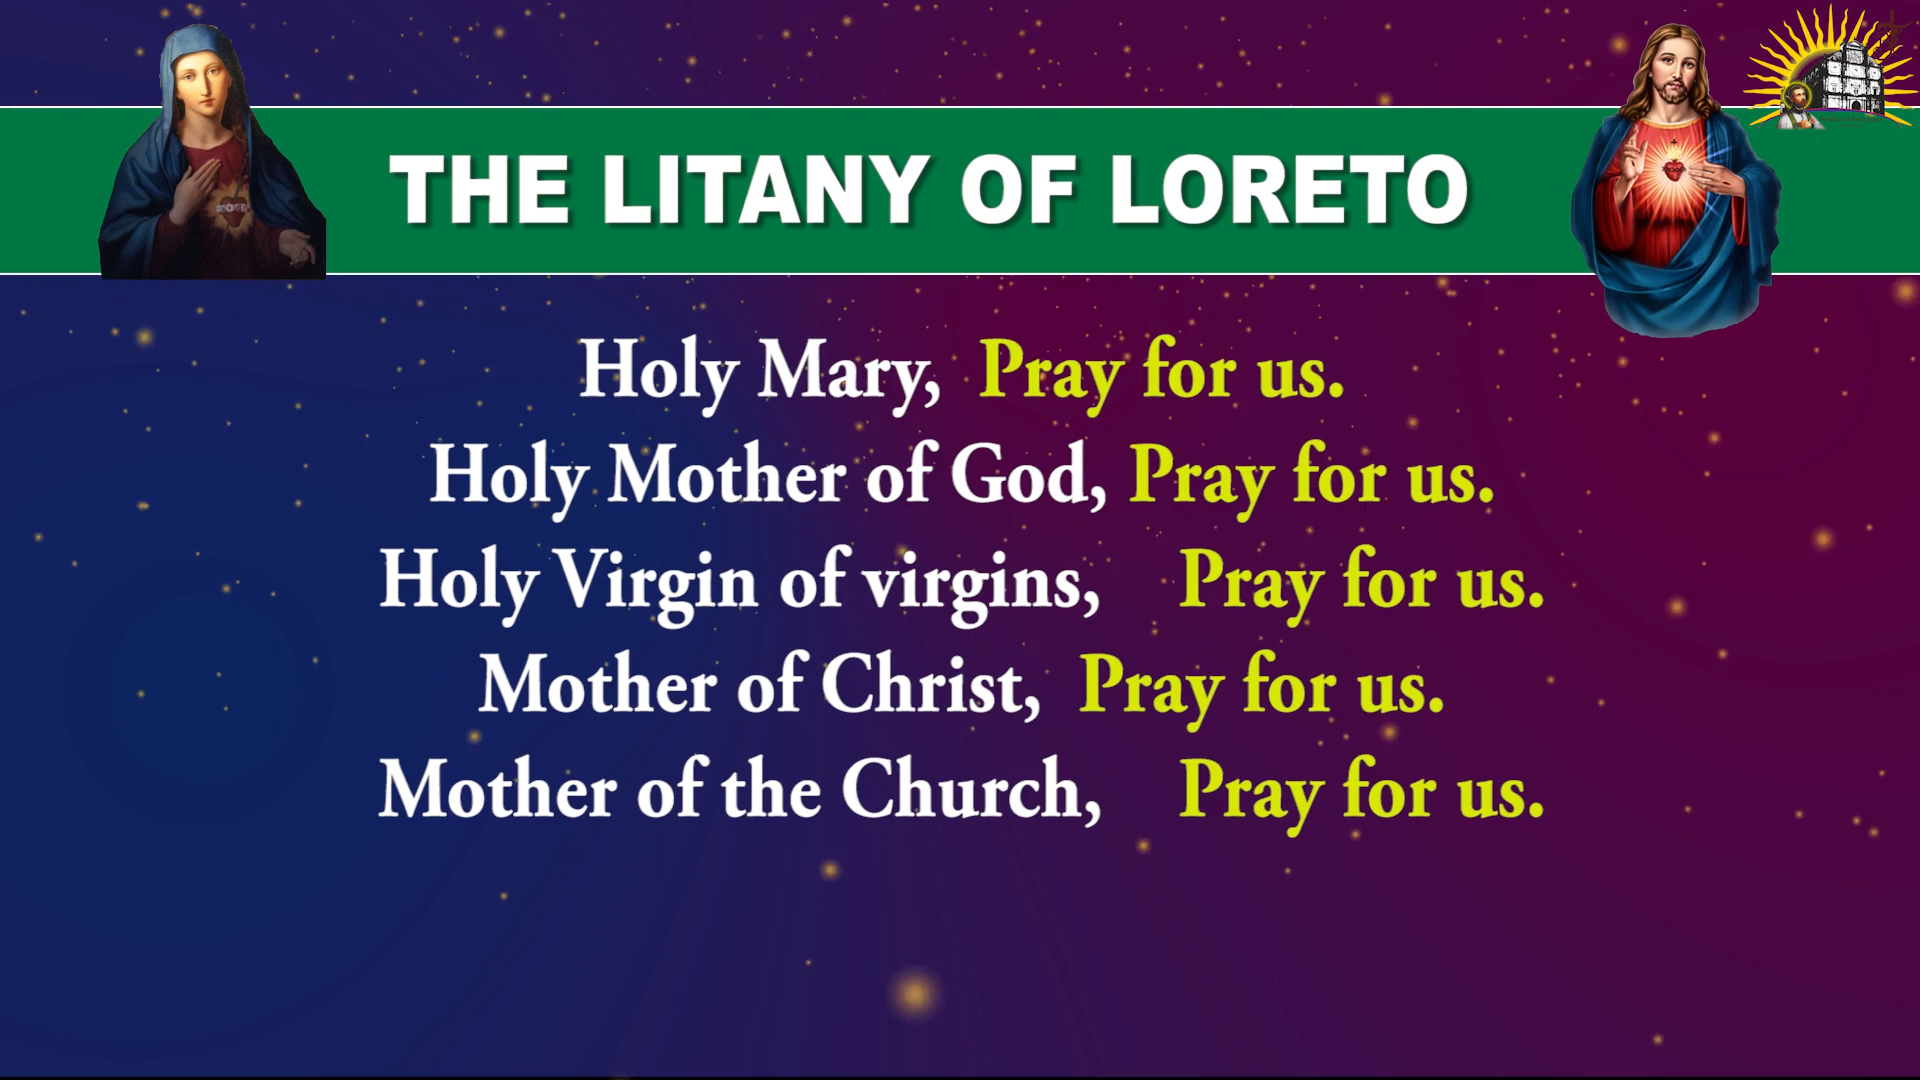 THE LITANY OF LORETO
Holy Mary, Pray for us.
Holy Mother of God, Pray for us.
Holy Virgin of virgins, Pray for us.
Mother of Christ, Pray for us.
Mother of the Church, Pray for us.